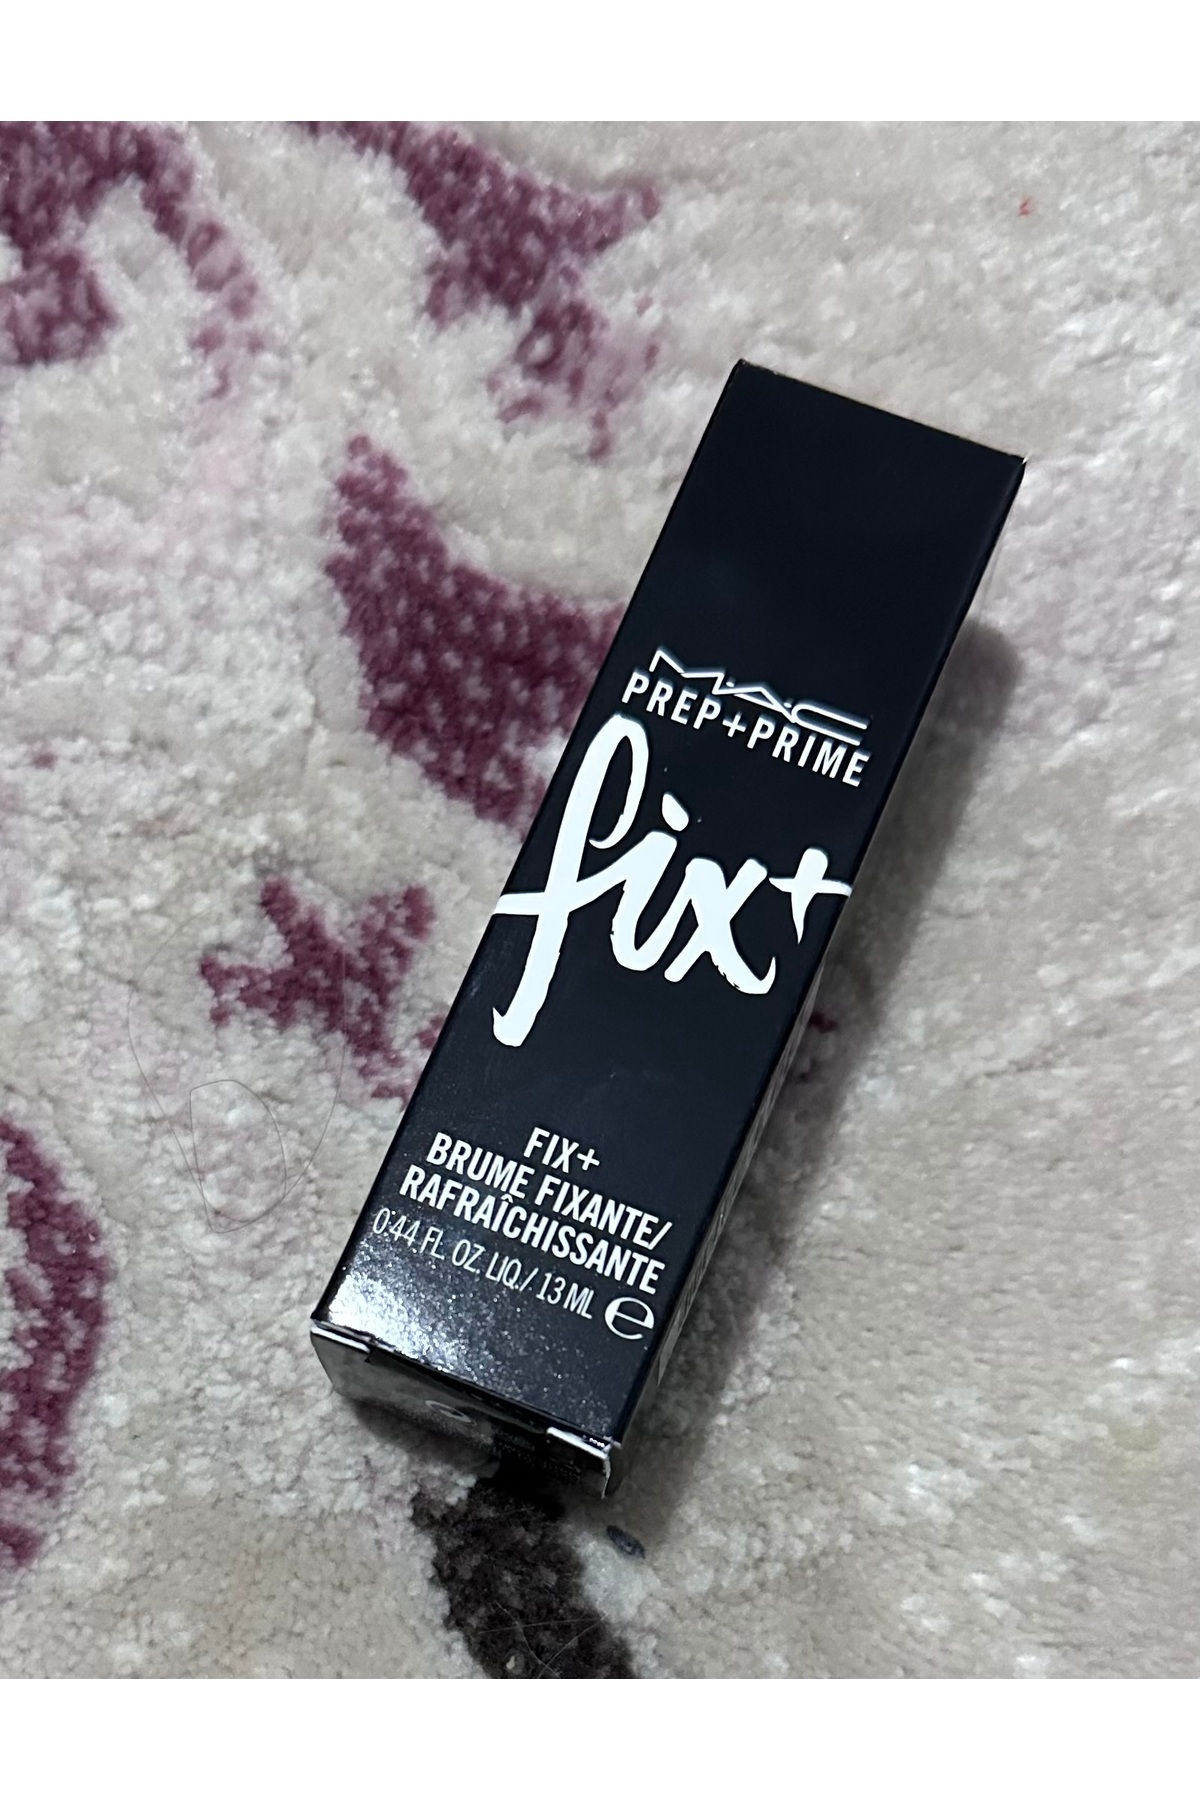 M·A·C
PREP+PRIME
fix+
FIX+
BRUME FIXANTE/
RAFRAÎCHISSANTE
0.44 FL. OZ. LIQ./ 13 ML ℮